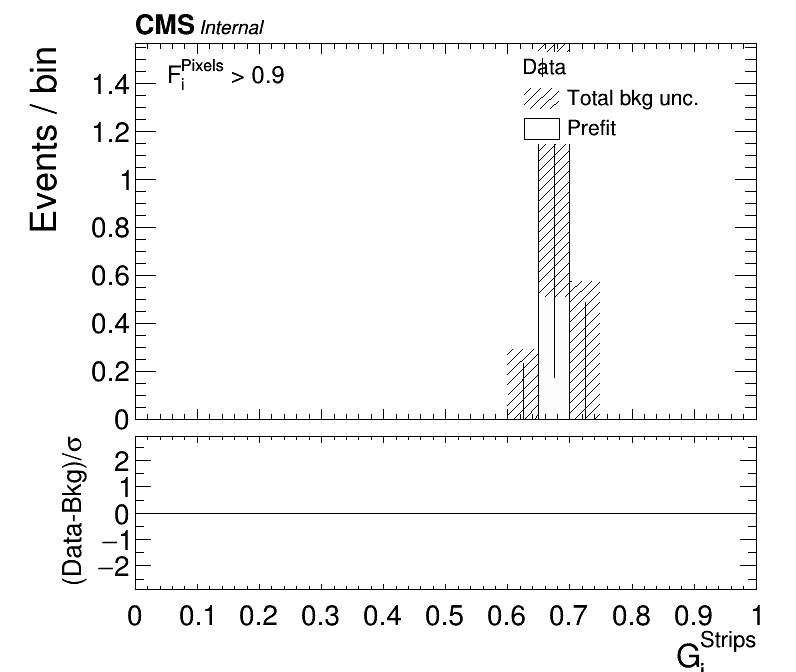 CMS Internal
F_i^Pixels > 0.9
Data
Total bkg unc.
Prefit
Events / bin
1.4
1.2
1
0.8
0.6
0.4
0.2
0
(Data-Bkg)/σ
2
1
0
−1
−2
0 0.1 0.2 0.3 0.4 0.5 0.6 0.7 0.8 0.9 1
G_i^Strips